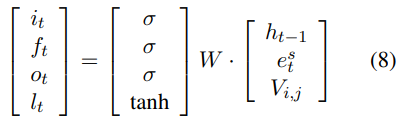 [ i_t ; f_t ; o_t ; l_t ] = [ σ ; σ ; σ ; tanh ] W · [ h_{t−1} ; e_t^s ; V_{i,j} ] (8)